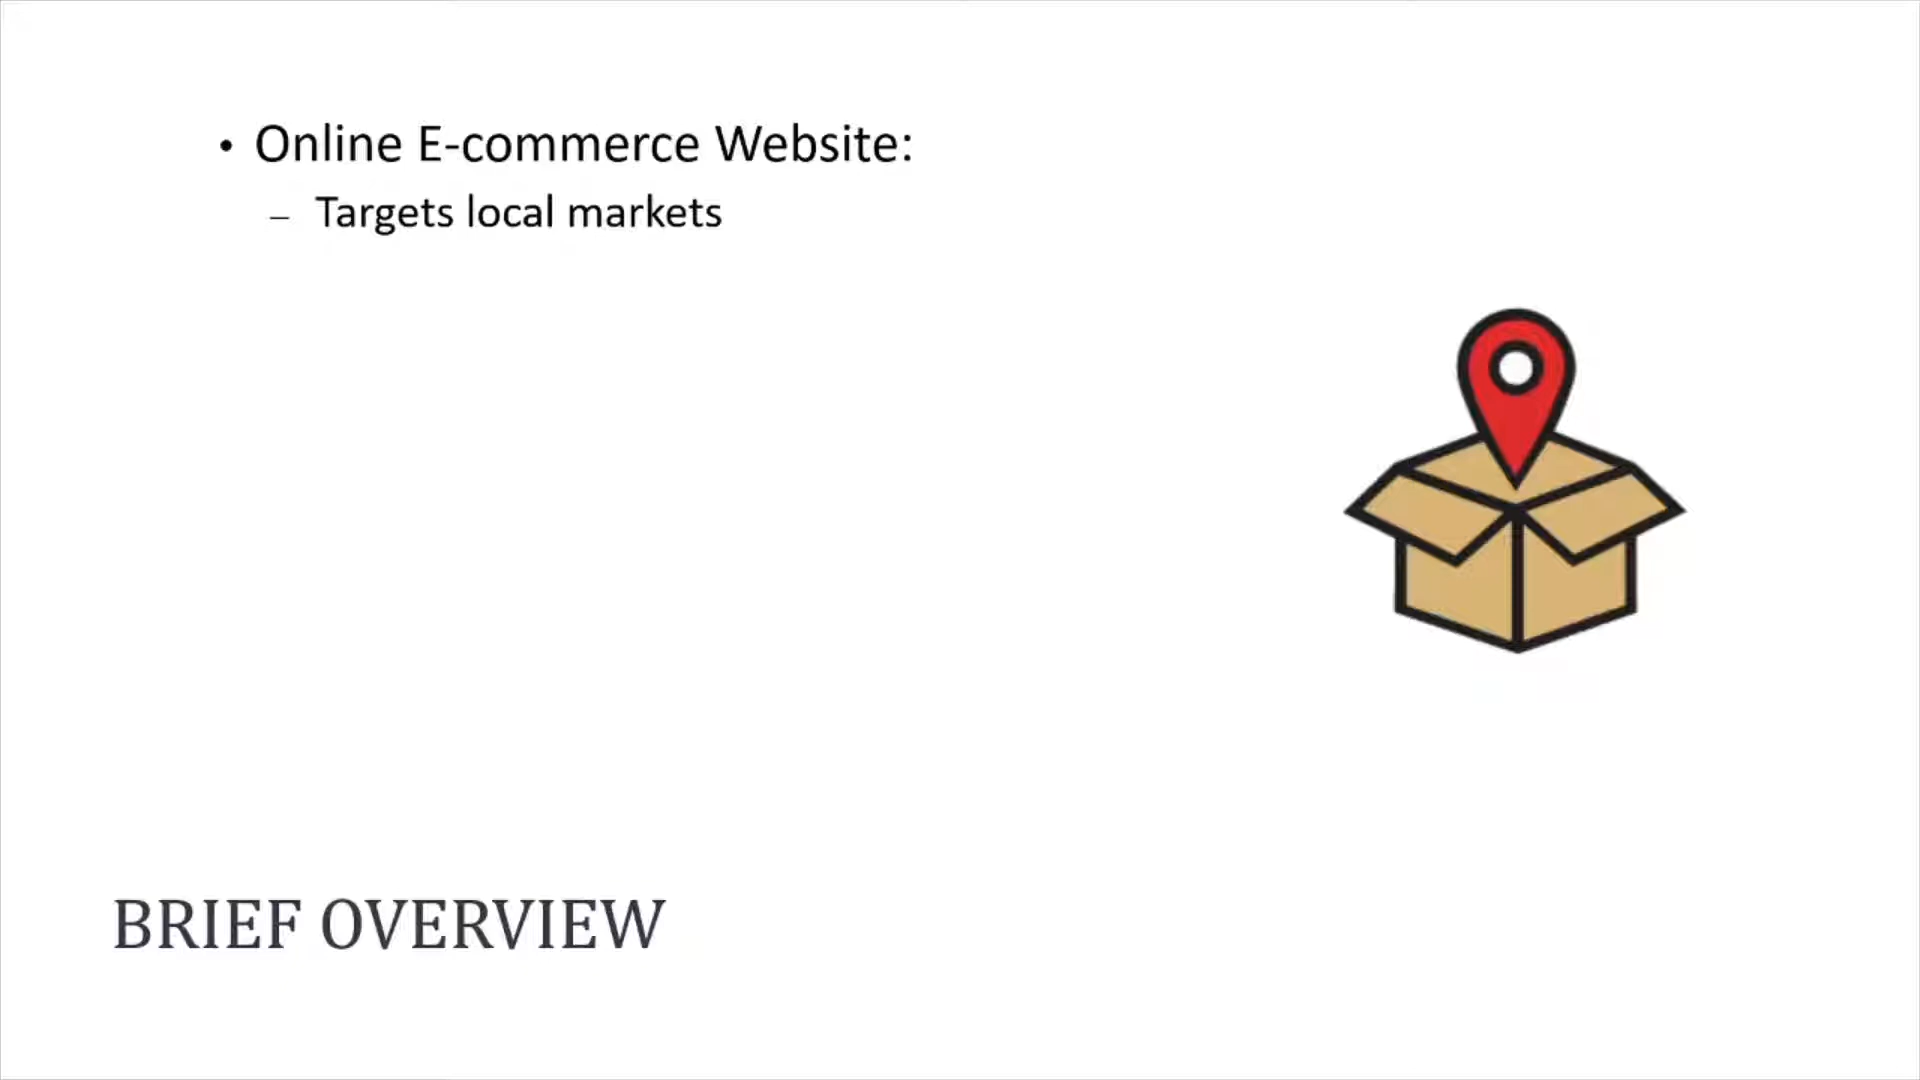 • Online E-commerce Website:
– Targets local markets
BRIEF OVERVIEW